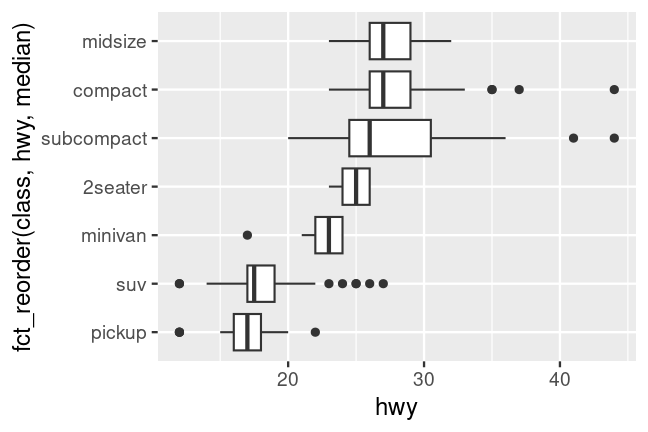 fct_reorder(class, hwy, median)
midsize
compact
subcompact
2seater
minivan
suv
pickup
20 30 40
hwy